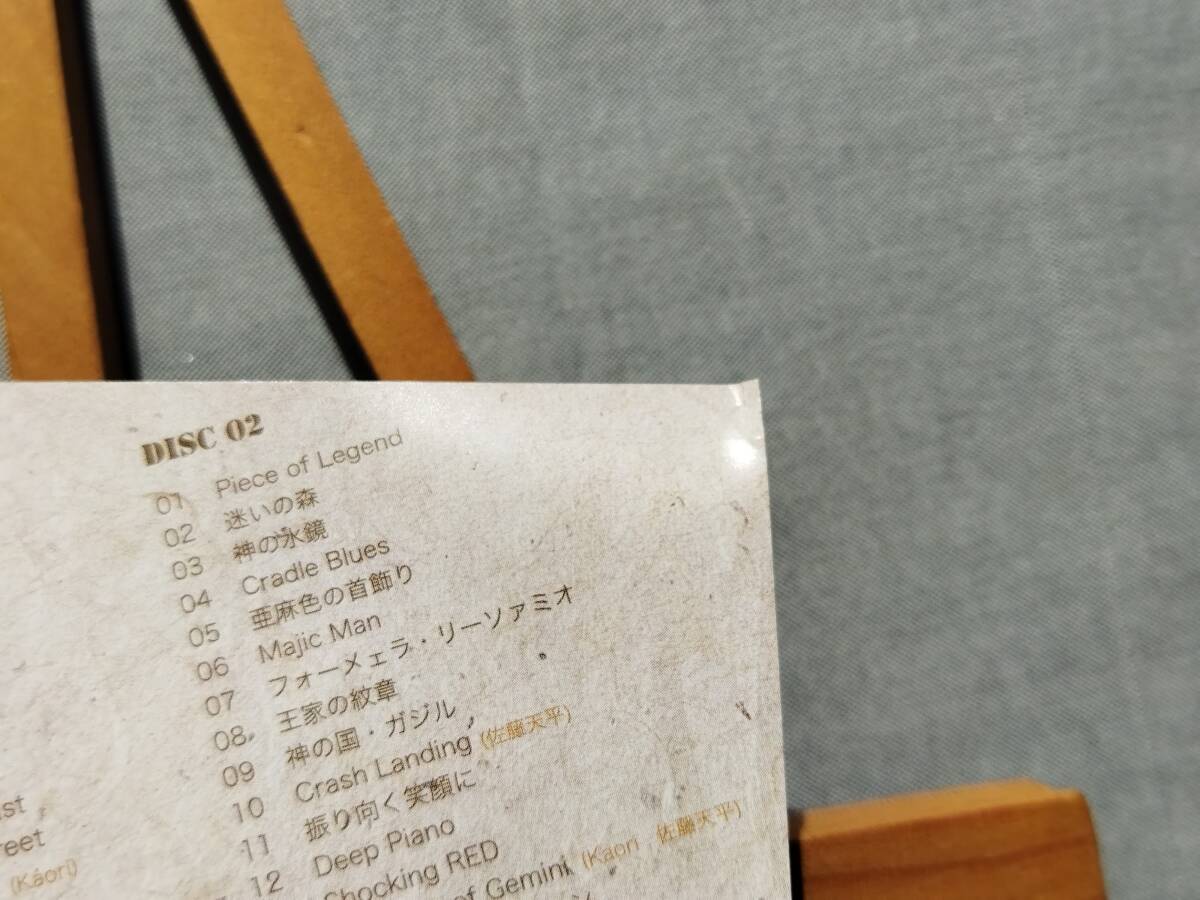 DISC 02
01 Piece of Legend
02 迷いの森
03 神の水鏡
04 Cradle Blues
05 亜麻色の首飾り
06 Majic Man
07 フォーメェラ・リーソァミオ
08 王家の紋章
09 神の国・ガジル
10 Crash Landing (佐藤天平)
11 振り向く笑顔に
12 Deep Piano
Shocking RED
of Gemini (Kaori 佐藤天平)
(Kaori)